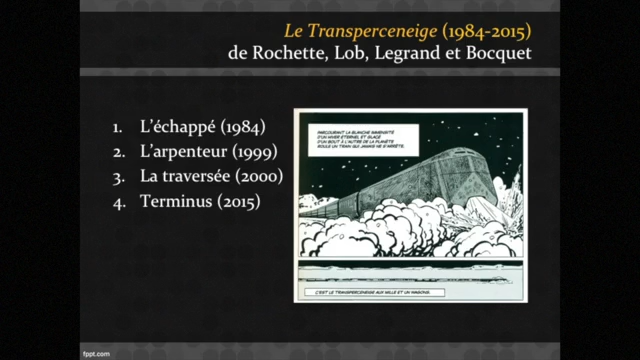 Le Transperceneige (1984-2015)
de Rochette, Lob, Legrand et Bocquet
1. L’échappé (1984)
2. L’arpenteur (1999)
3. La traversée (2000)
4. Terminus (2015)
PARCOURANT LA BLANCHE IMMENSITÉ
D'UN HIVER ÉTERNEL ET GLACÉ
D'UN BOUT À L'AUTRE DE LA PLANÈTE
ROULE UN TRAIN QUI JAMAIS NE S'ARRÊTE.
C'EST LE TRANSPERCENEIGE AUX MILLE ET UN WAGONS.
fppt.com